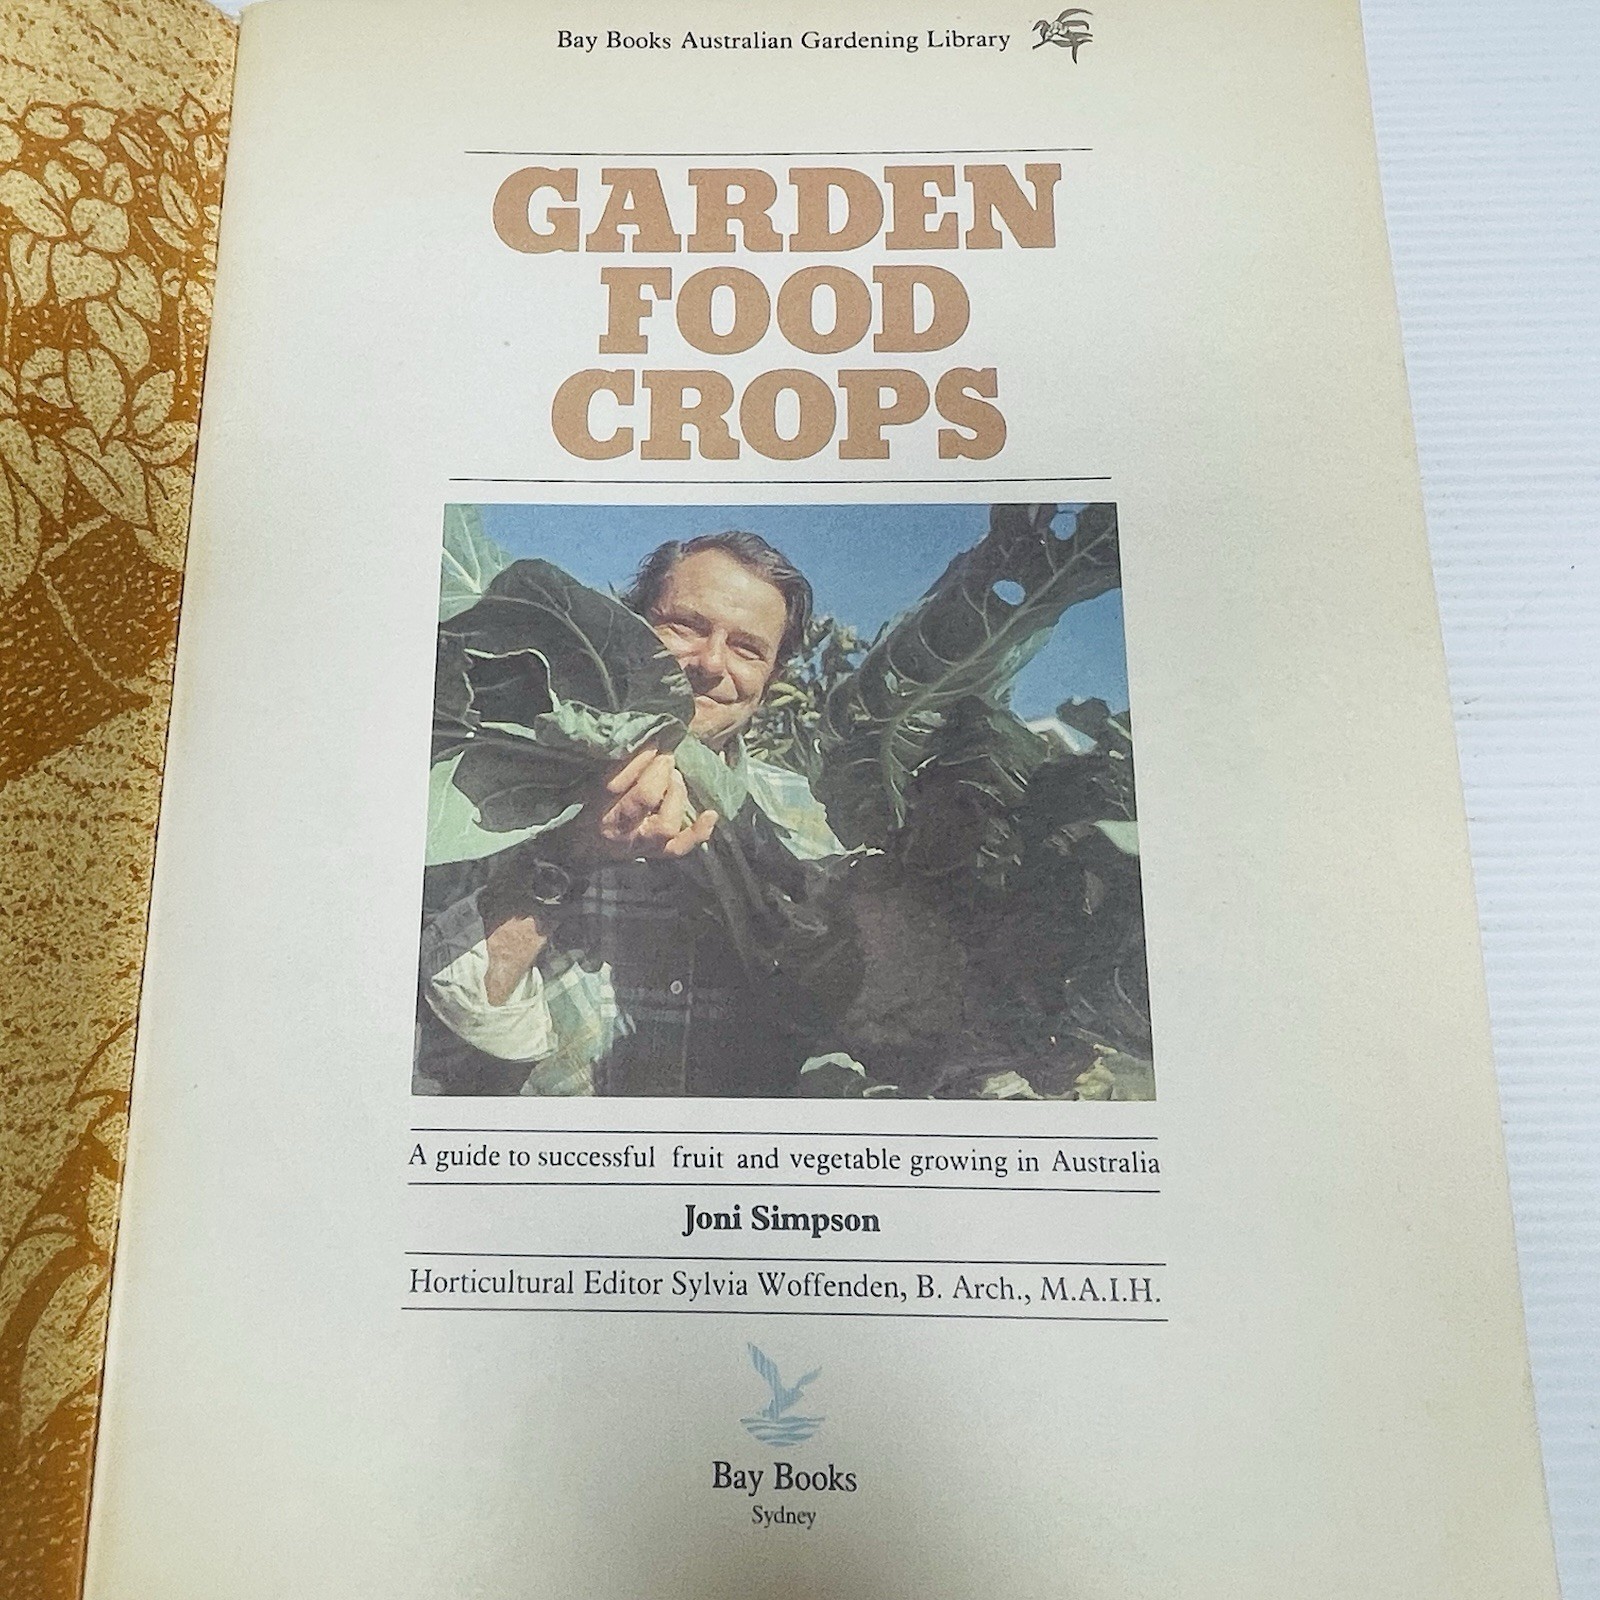 Bay Books Australian Gardening Library
GARDEN
FOOD
CROPS
A guide to successful fruit and vegetable growing in Australia
Joni Simpson
Horticultural Editor Sylvia Woffenden, B. Arch., M.A.I.H.
Bay Books
Sydney